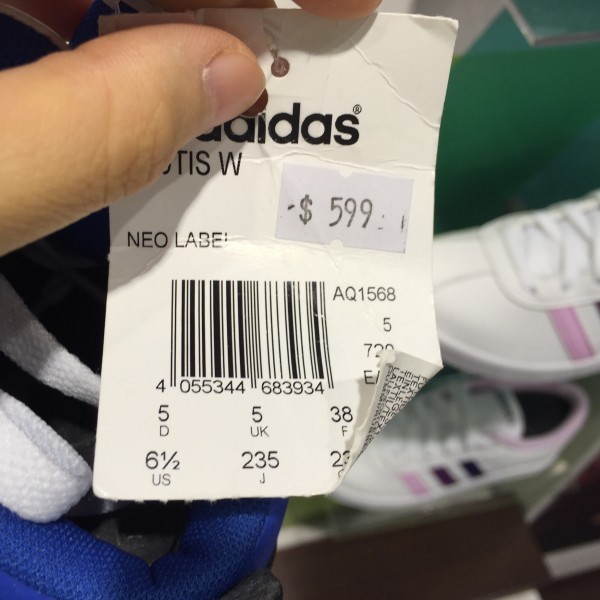 adidas®
TIS W
$ 599
NEO LABEL
AQ1568
5
4 055344 683934
5 5 38
D UK F
6½ 235
US J